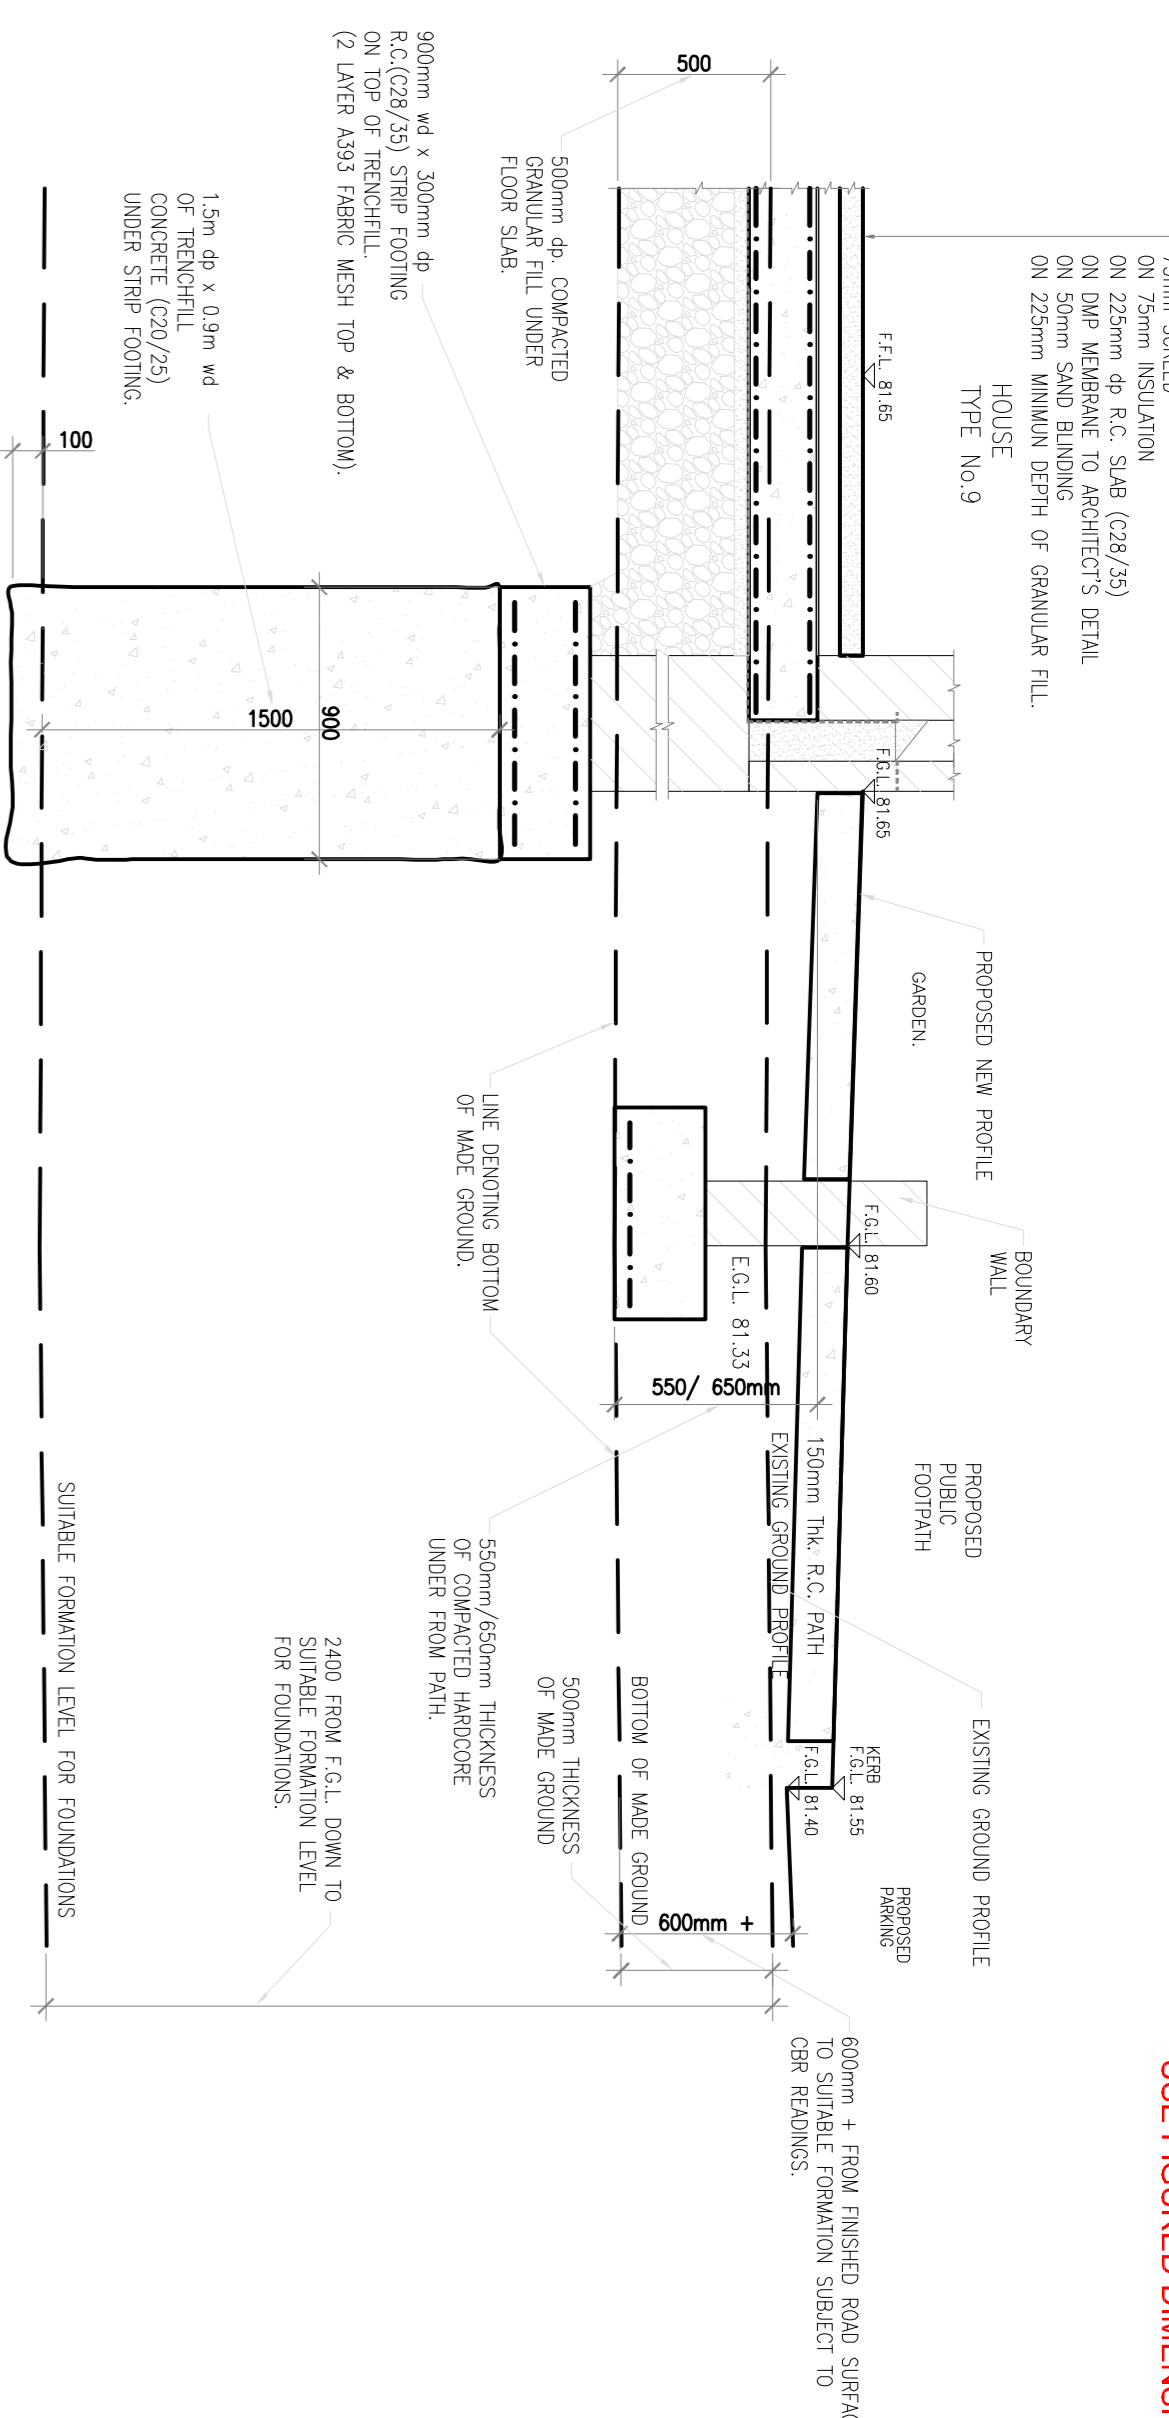 75mm SCREED
ON 75mm INSULATION
ON 225mm dp R.C. SLAB (C28/35)
ON DMP MEMBRANE TO ARCHITECT'S DETAIL
ON 50mm SAND BLINDING
ON 225mm MINIMUN DEPTH OF GRANULAR FILL.
HOUSE
TYPE No.9
F.F.L. 81.65
F.G.L. 81.65
PROPOSED NEW PROFILE
GARDEN.
BOUNDARY
WALL
F.G.L. 81.60
E.G.L. 81.33
PROPOSED
PUBLIC
FOOTPATH
150mm Thk. R.C. PATH
EXISTING GROUND PROFILE
EXISTING GROUND PROFILE
KERB
F.G.L. 81.55
F.G.L. 81.40
PROPOSED
PARKING
600mm + FROM FINISHED ROAD
TO SUITABLE FORMATION SUBJECT TO
CBR READINGS.
500
500mm dp. COMPACTED
GRANULAR FILL UNDER
FLOOR SLAB.
900mm wd x 300mm dp
R.C.(C28/35) STRIP FOOTING
ON TOP OF TRENCHFILL.
(2 LAYER A393 FABRIC MESH TOP & BOTTOM).
1.5m dp x 0.9m wd
OF TRENCHFILL
CONCRETE (C20/25)
UNDER STRIP FOOTING.
100
1500
900
LINE DENOTING BOTTOM
OF MADE GROUND.
550/ 650mm
550mm/650mm THICKNESS
OF COMPACTED HARDCORE
UNDER FROM PATH.
BOTTOM OF MADE GROUND
500mm THICKNESS
OF MADE GROUND
600mm +
2400 FROM F.G.L. DOWN TO
SUITABLE FORMATION LEVEL
FOR FOUNDATIONS.
SUITABLE FORMATION LEVEL FOR FOUNDATIONS
USE FIGURED